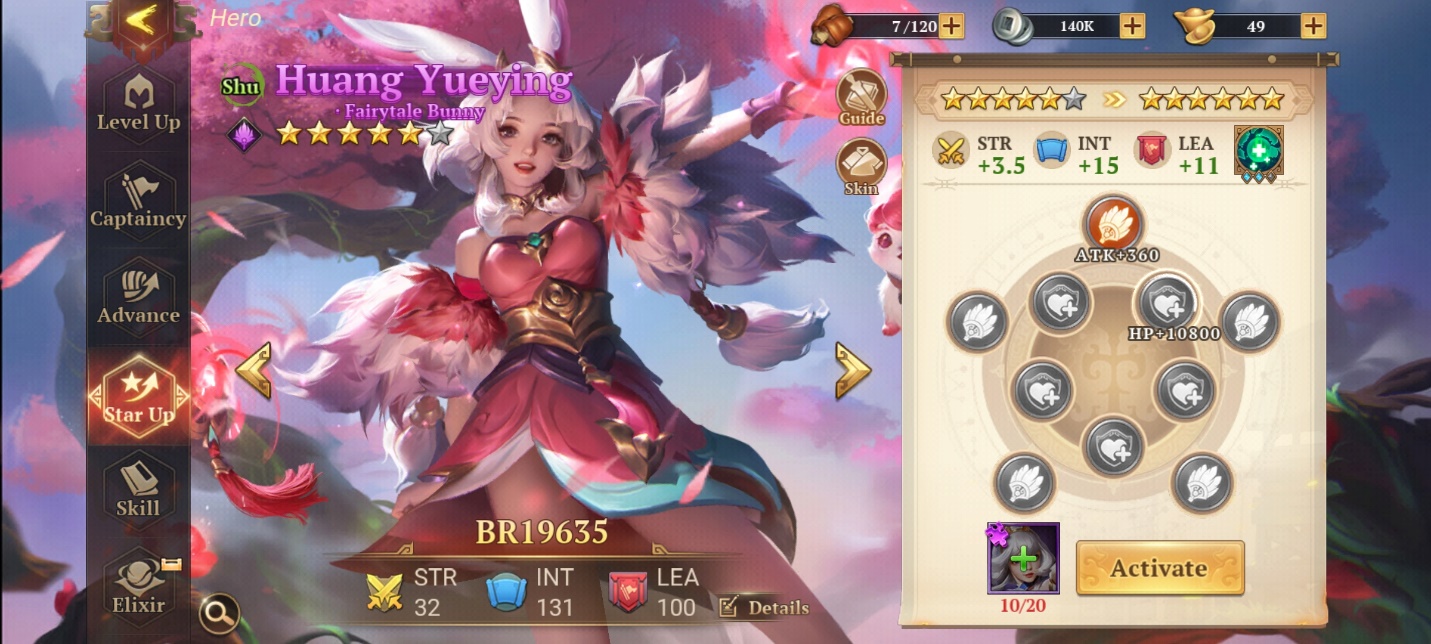 Hero
7/120
140K
49
Shu
Huang Yueying
· Fairytale Bunny
Guide
Skin
Level Up
Captaincy
Advance
Star Up
Skill
Elixir
STR
+3.5
INT
+15
LEA
+11
ATK+360
HP+10800
BR19635
STR
32
INT
131
LEA
100
Details
10/20
Activate